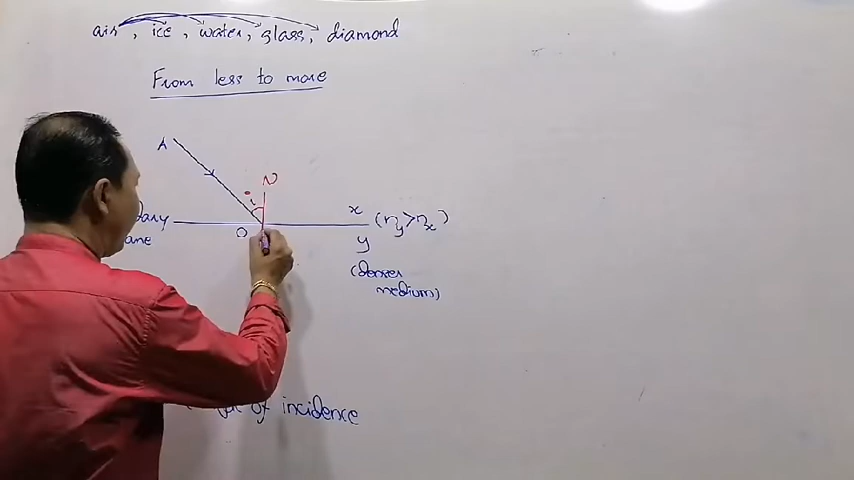 air , ice , water, glass, diamond
From less to more
A
N
i
x (ny>nx)
O
y
(denser
medium)
of incidence